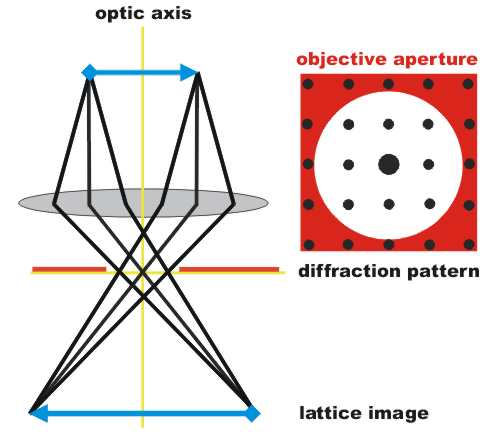 optic axis
objective aperture
diffraction pattern
lattice image